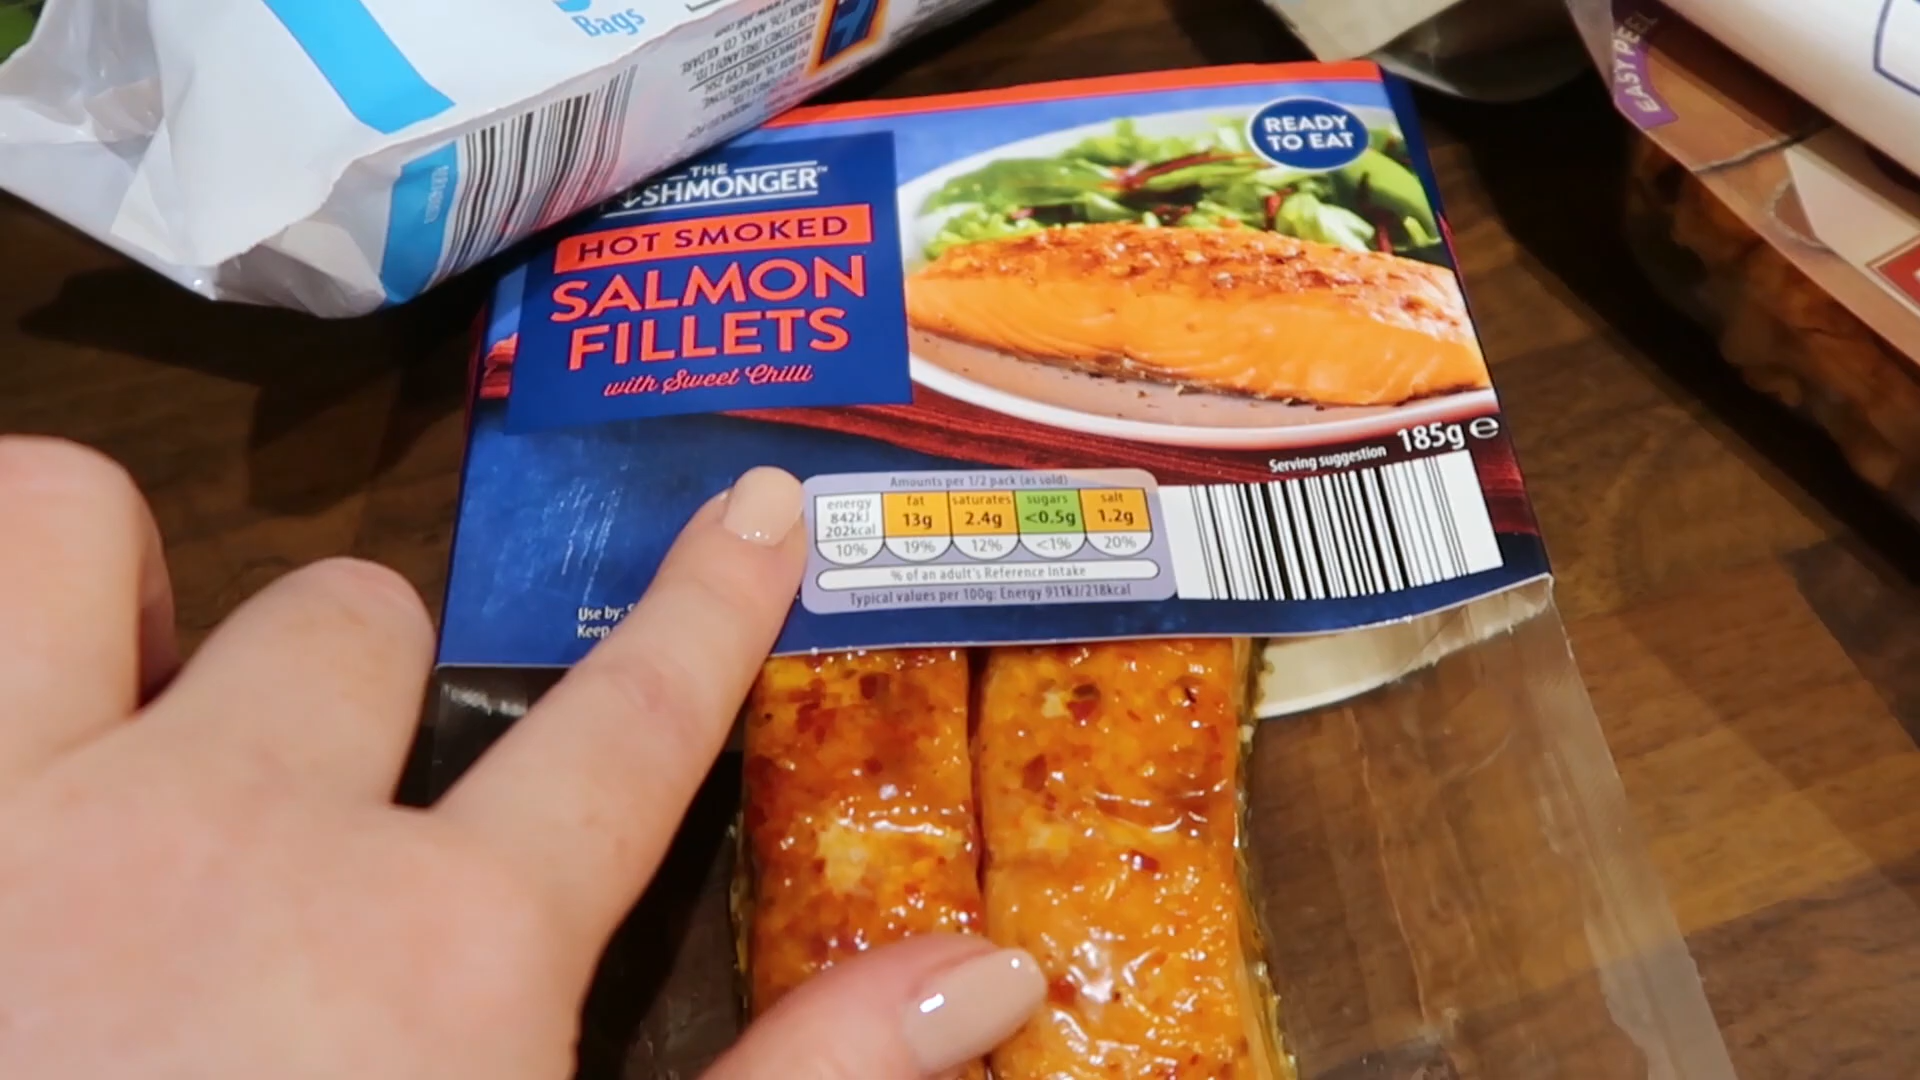 Bags
EASY PEEL
THE
SHMONGER™
HOT SMOKED
SALMON
FILLETS
with Sweet Chilli
READY
TO EAT
185g e
Serving suggestion
Amounts per 1/2 pack (as sold)
energy 842kJ 202kcal 10%
fat 13g 19%
saturates 2.4g 12%
sugars <0.5g <1%
salt 1.2g 20%
% of an adult's Reference Intake
Typical values per 100g: Energy 911kJ/218kcal
Use by:
Keep